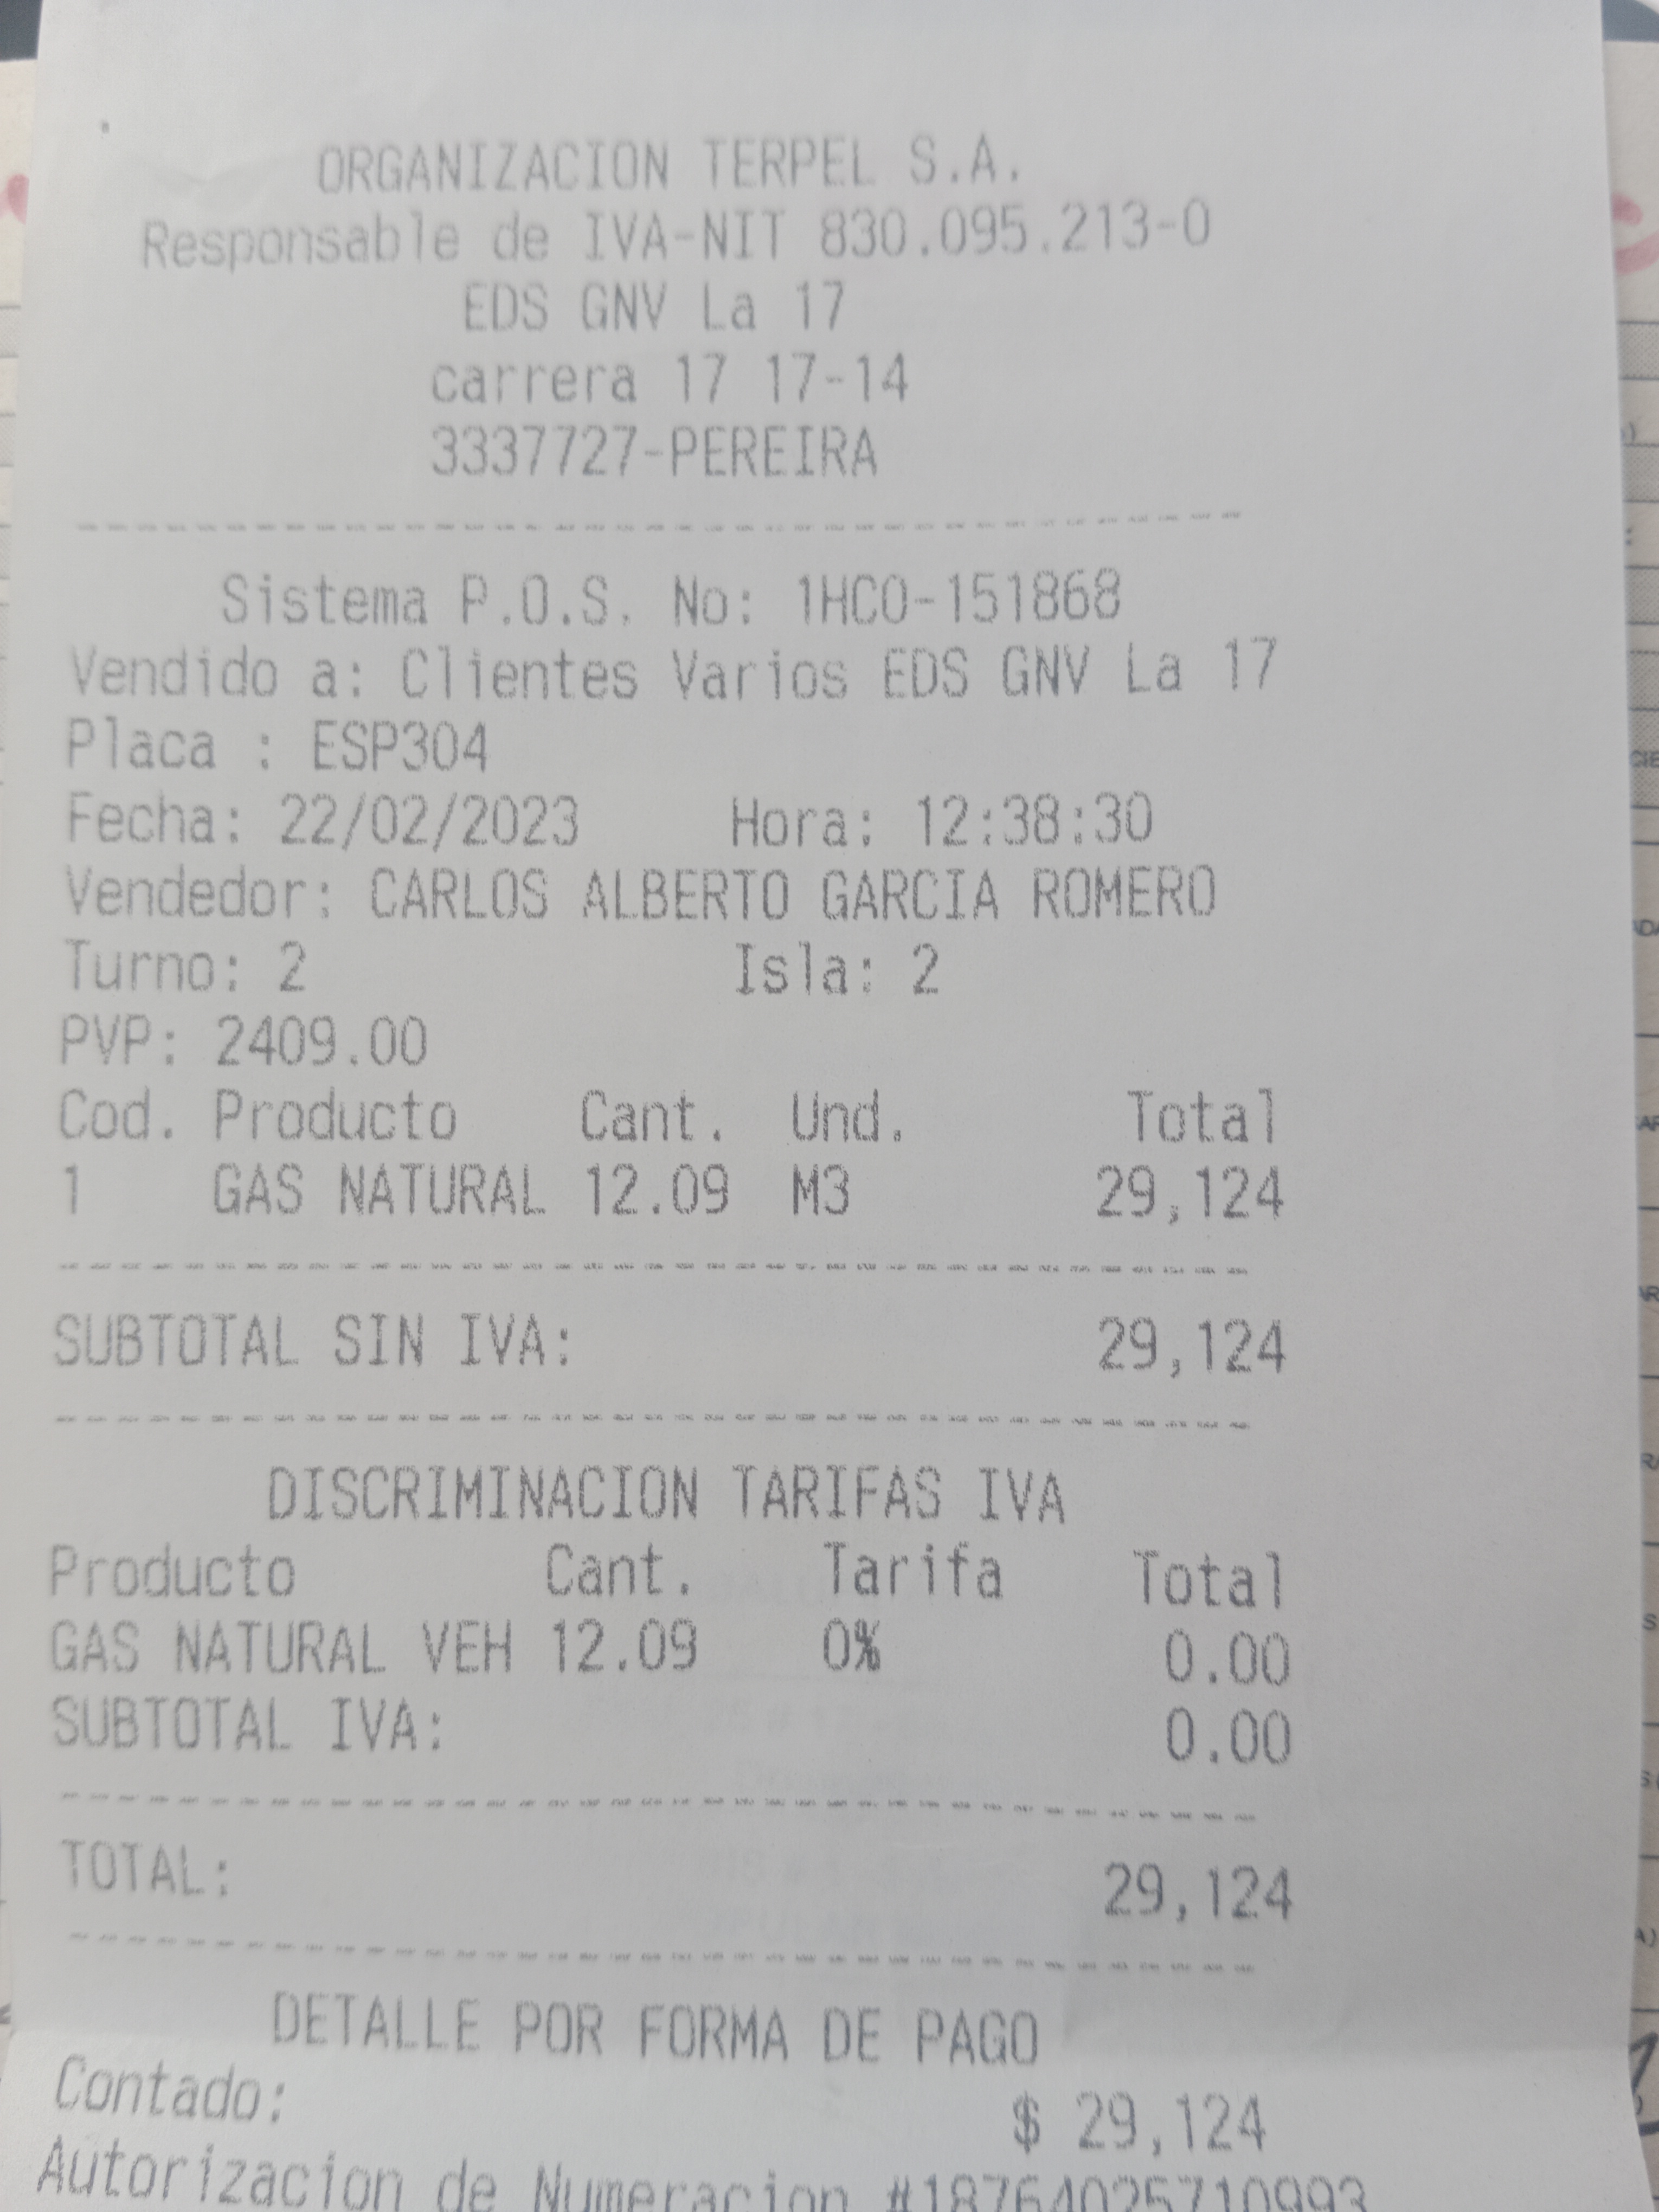 ORGANIZACION TERPEL S.A.
Responsable de IVA-NIT 830.095.213-0
EDS GNV La 17
carrera 17 17-14
3337727-PEREIRA
Sistema P.O.S. No: 1HCO-151868
Vendido a: Clientes Varios EDS GNV La 17
Placa : ESP304
Fecha: 22/02/2023 Hora: 12:38:30
Vendedor: CARLOS ALBERTO GARCIA ROMERO
Turno: 2 Isla: 2
PVP: 2409.00
Cod. Producto Cant. Und. Total
1 GAS NATURAL 12.09 M3 29,124
SUBTOTAL SIN IVA: 29,124
DISCRIMINACION TARIFAS IVA
Producto Cant. Tarifa Total
GAS NATURAL VEH 12.09 0% 0.00
SUBTOTAL IVA: 0.00
TOTAL: 29,124
DETALLE POR FORMA DE PAGO
Contado: $ 29,124
Autorizacion de Numeracion #18764025710993